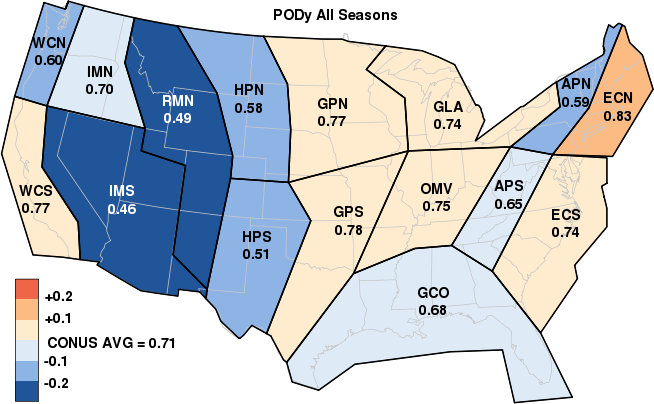 PODy All Seasons
WCN
0.60
IMN
0.70
RMN
0.49
HPN
0.58
GPN
0.77
GLA
0.74
APN
0.59
ECN
0.83
WCS
0.77
IMS
0.46
HPS
0.51
GPS
0.78
OMV
0.75
APS
0.65
ECS
0.74
GCO
0.68
+0.2
+0.1
CONUS AVG = 0.71
-0.1
-0.2